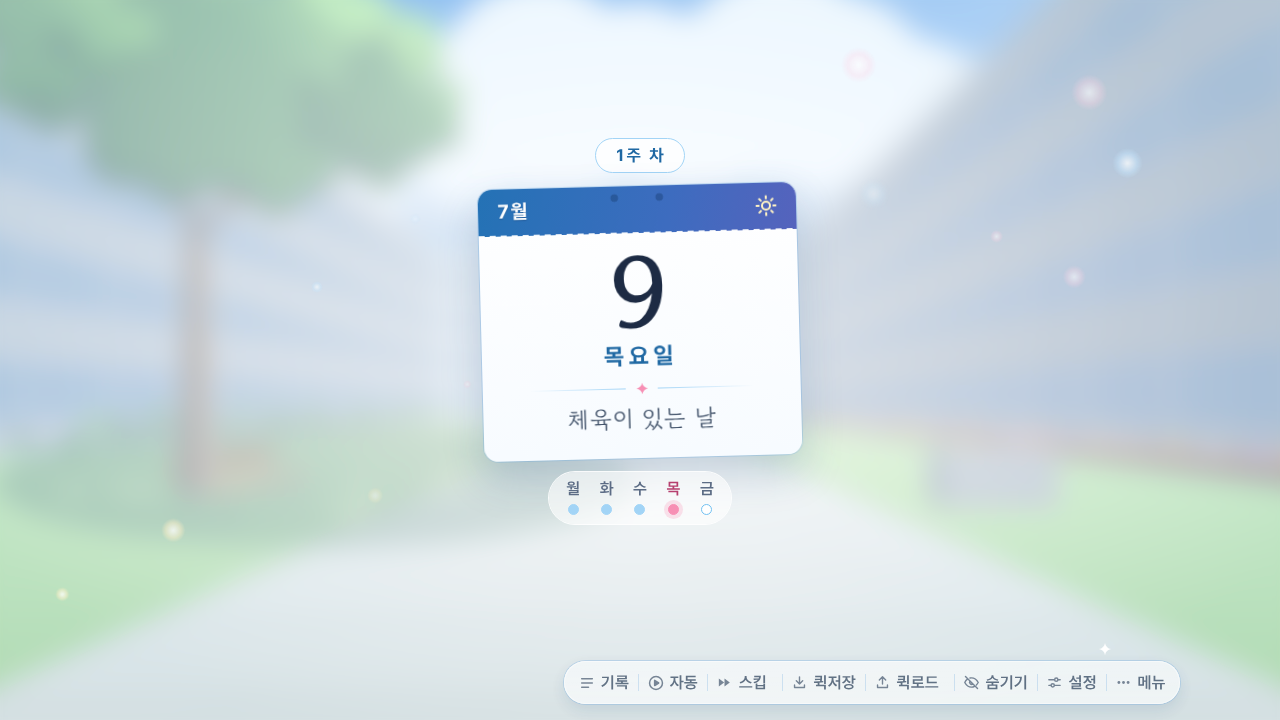 1주 차
7월
9
목요일
체육이 있는 날
월 화 수 목 금
기록 자동 스킵 퀵저장 퀵로드 숨기기 설정 메뉴